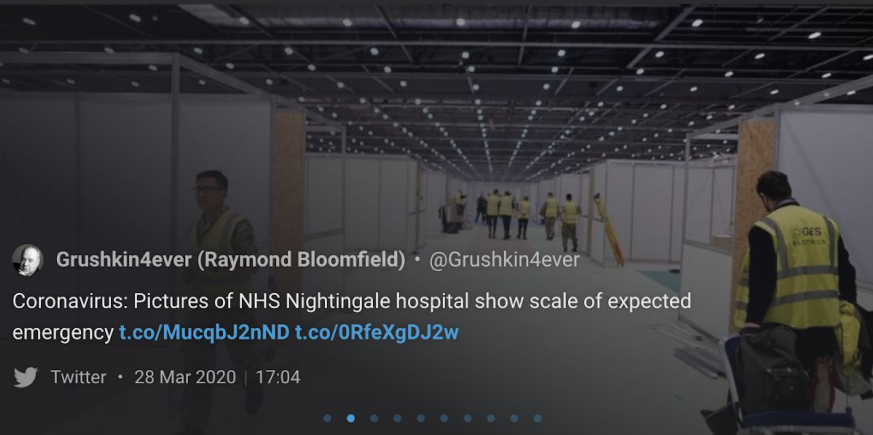 GES
ELECTRICAL
Grushkin4ever (Raymond Bloomfield) • @Grushkin4ever
Coronavirus: Pictures of NHS Nightingale hospital show scale of expected
emergency t.co/MucqbJ2nND t.co/0RfeXgDJ2w
Twitter • 28 Mar 2020 | 17:04